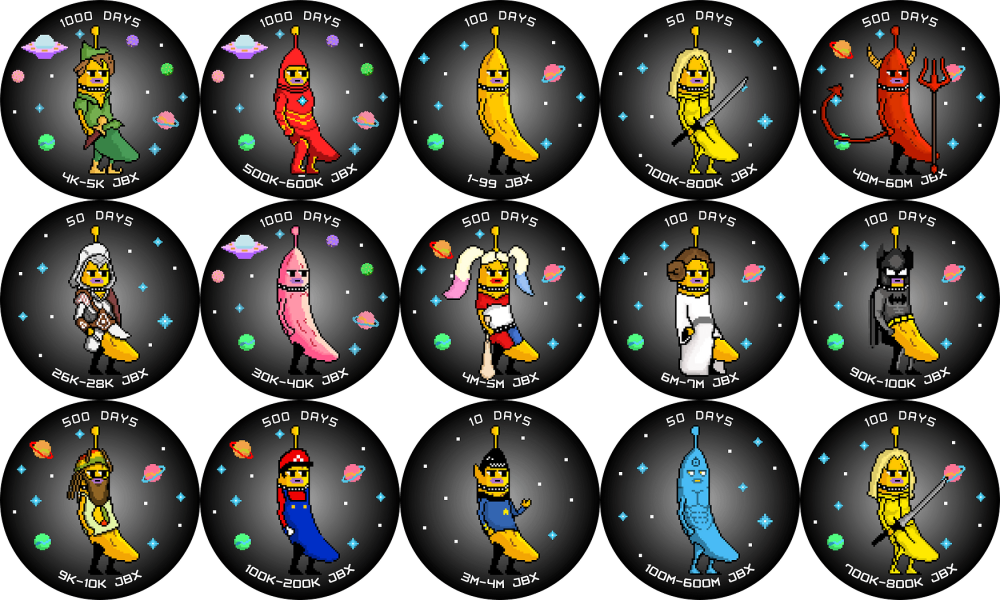 1000 DAYS
4K-5K JBX
1000 DAYS
500K-600K JBX
100 DAYS
1-99 JBX
50 DAYS
700K-800K JBX
500 DAYS
40M-60M JBX
50 DAYS
26K-28K JBX
1000 DAYS
30K-40K JBX
500 DAYS
4M-5M JBX
100 DAYS
6M-7M JBX
100 DAYS
90K-100K JBX
500 DAYS
9K-10K JBX
500 DAYS
100K-200K JBX
10 DAYS
3M-4M JBX
50 DAYS
100M-600M JBX
100 DAYS
700K-800K JBX